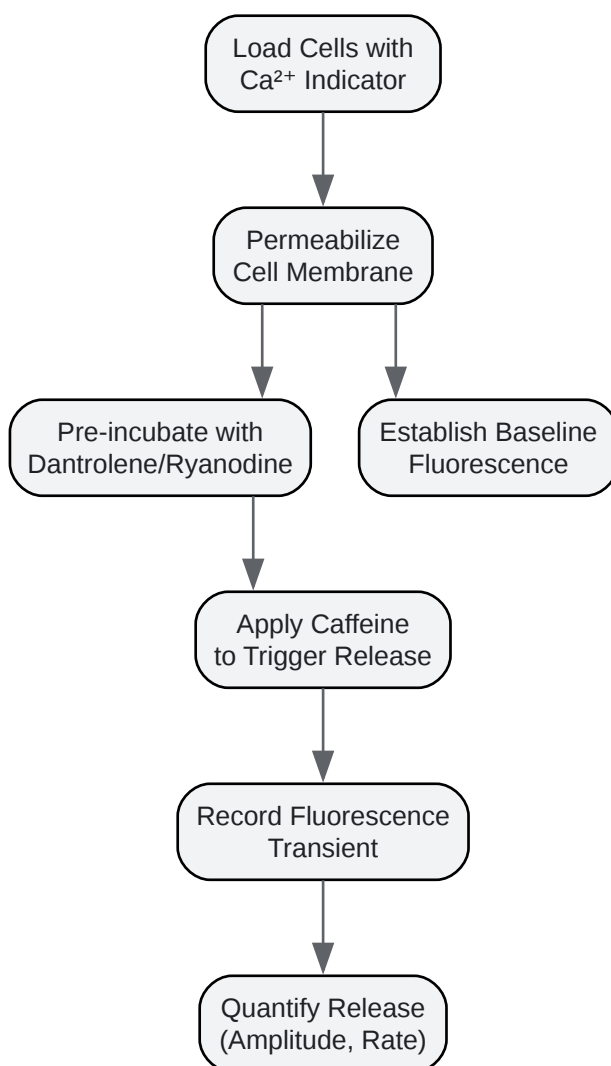 Load Cells with
Ca²⁺ Indicator
Permeabilize
Cell Membrane
Pre-incubate with
Dantrolene/Ryanodine
Establish Baseline
Fluorescence
Apply Caffeine
to Trigger Release
Record Fluorescence
Transient
Quantify Release
(Amplitude, Rate)